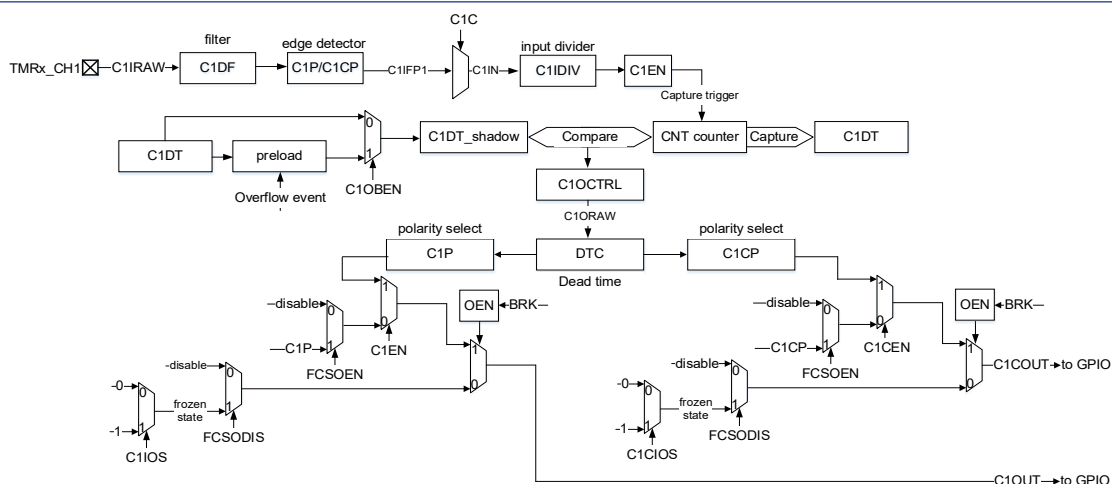 C1C
filter
edge detector
input divider
TMRx_CH1
C1IRAW
C1DF
C1P/C1CP
C1IFP1
C1IN
C1IDIV
C1EN
Capture trigger
0
C1DT
preload
1
C1DT_shadow
Compare
CNT counter
Capture
C1DT
C1OBEN
Overflow event
C1OCTRL
C1ORAW
polarity select
polarity select
C1P
DTC
C1CP
Dead time
1
1
disable
0
0
OEN
BRK
disable
0
0
OEN
BRK
C1P
1
C1EN
1
C1CP
1
C1CEN
1
FCSOEN
FCSOEN
-disable
0
0
-disable
0
0
C1COUT
to GPIO
-0
0
frozen
state
1
-0
0
frozen
state
1
-1
1
FCSODIS
-1
1
FCSODIS
C1IOS
C1CIOS
C1OUT
to GPIO